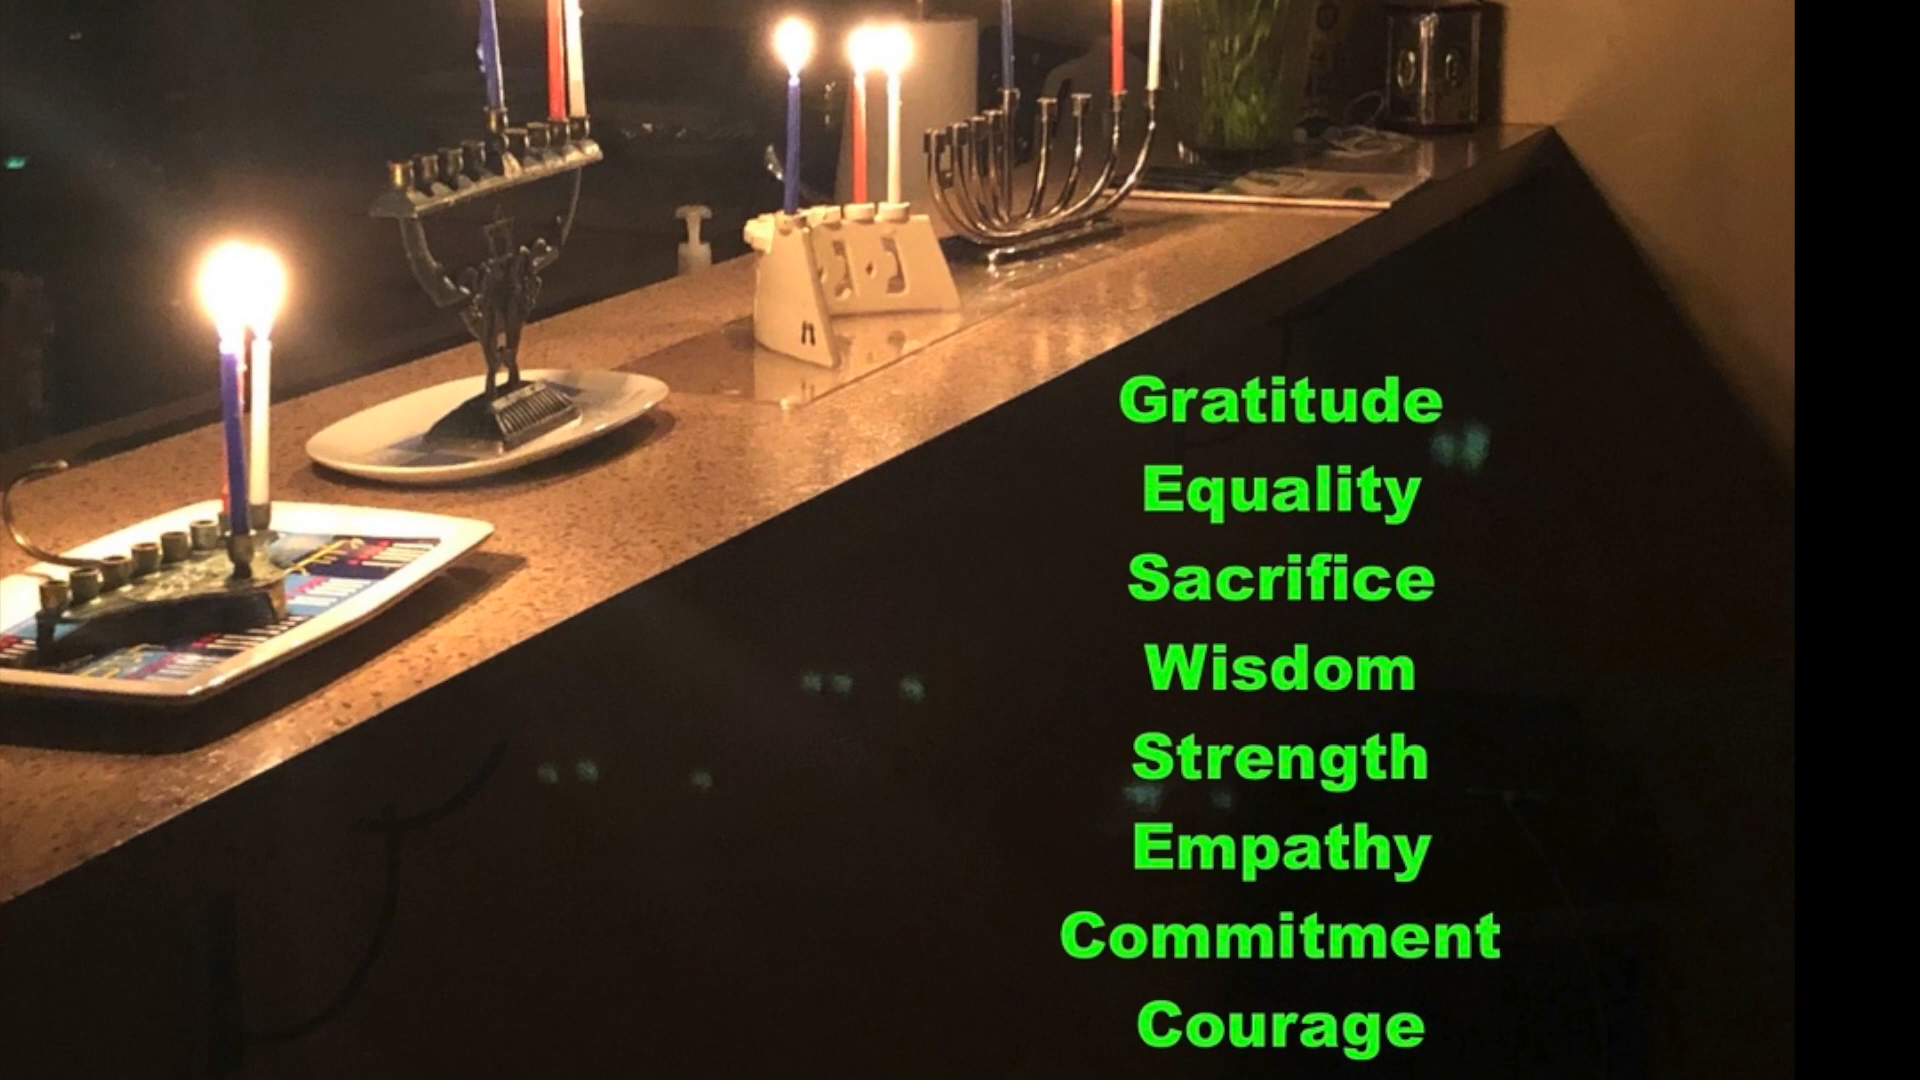 Gratitude
Equality
Sacrifice
Wisdom
Strength
Empathy
Commitment
Courage